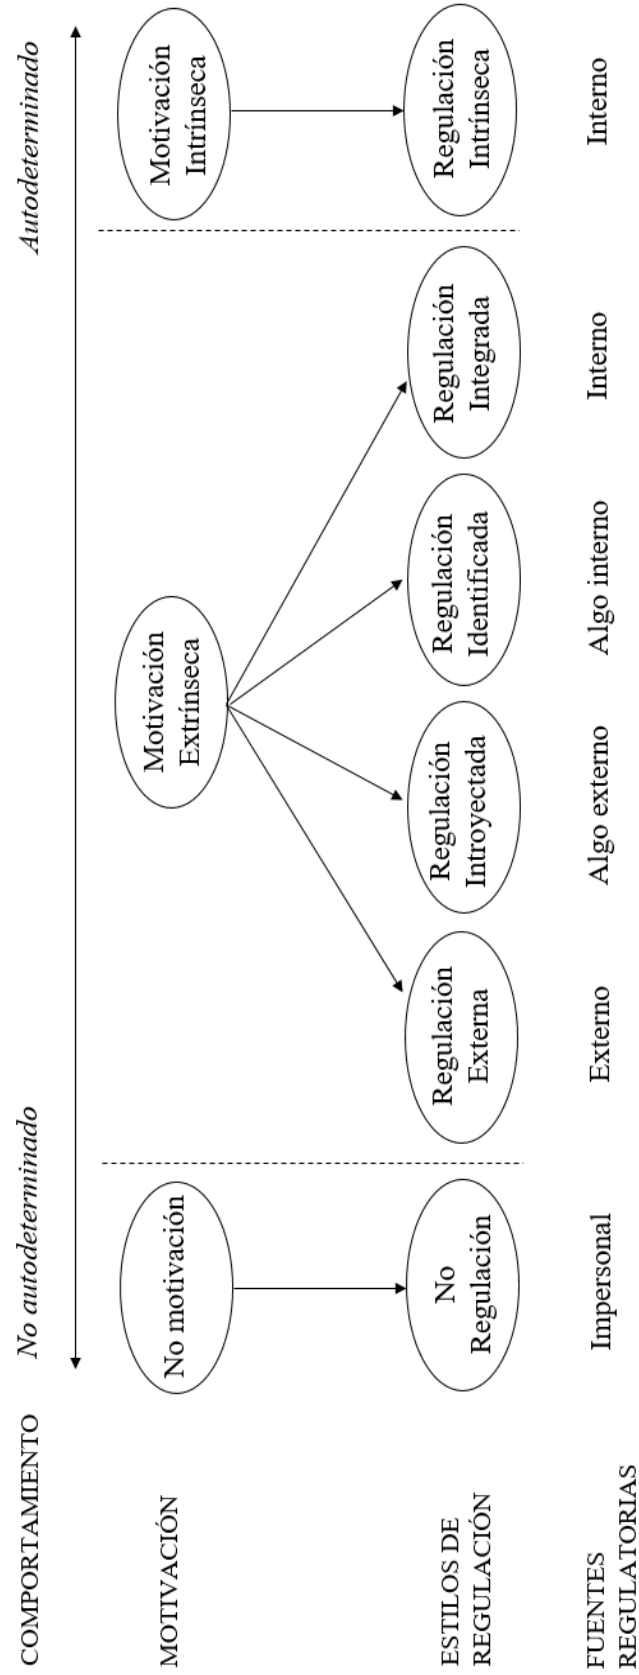 COMPORTAMIENTO
No autodeterminado
Autodeterminado
MOTIVACIÓN
No motivación
Motivación
Extrínseca
Motivación
Intrínseca
ESTILOS DE
REGULACIÓN
No
Regulación
Regulación
Externa
Regulación
Introyectada
Regulación
Identificada
Regulación
Integrada
Regulación
Intrínseca
FUENTES
REGULATORIAS
Impersonal
Externo
Algo externo
Algo interno
Interno
Interno